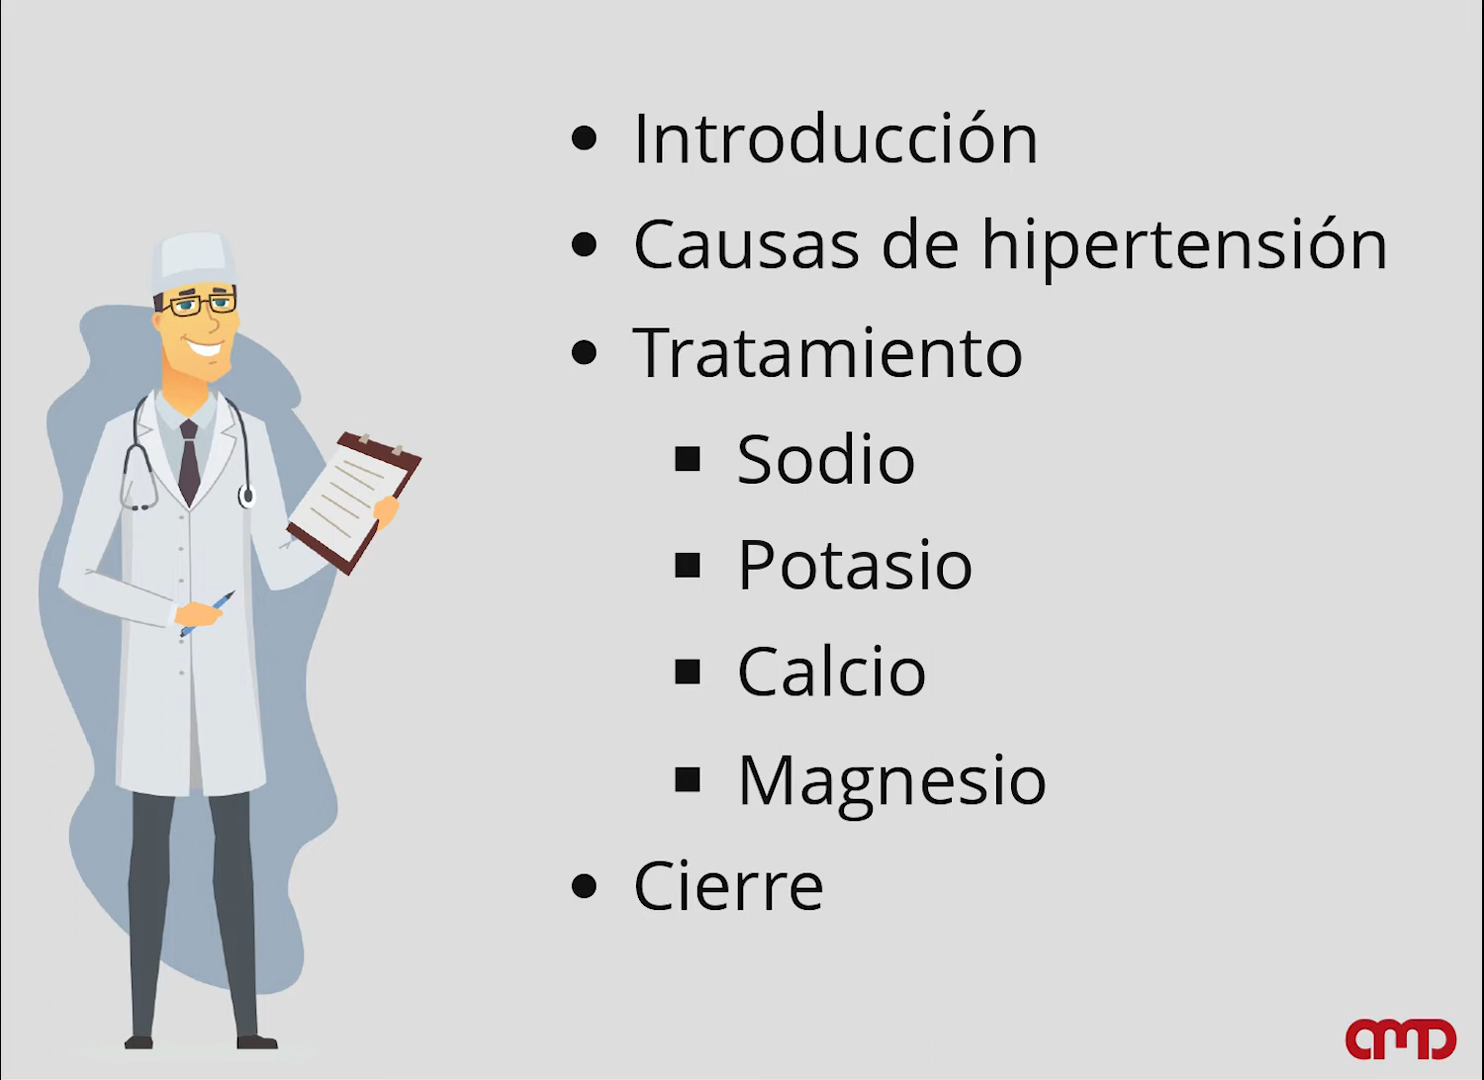 Introducción
Causas de hipertensión
Tratamiento
Sodio
Potasio
Calcio
Magnesio
Cierre